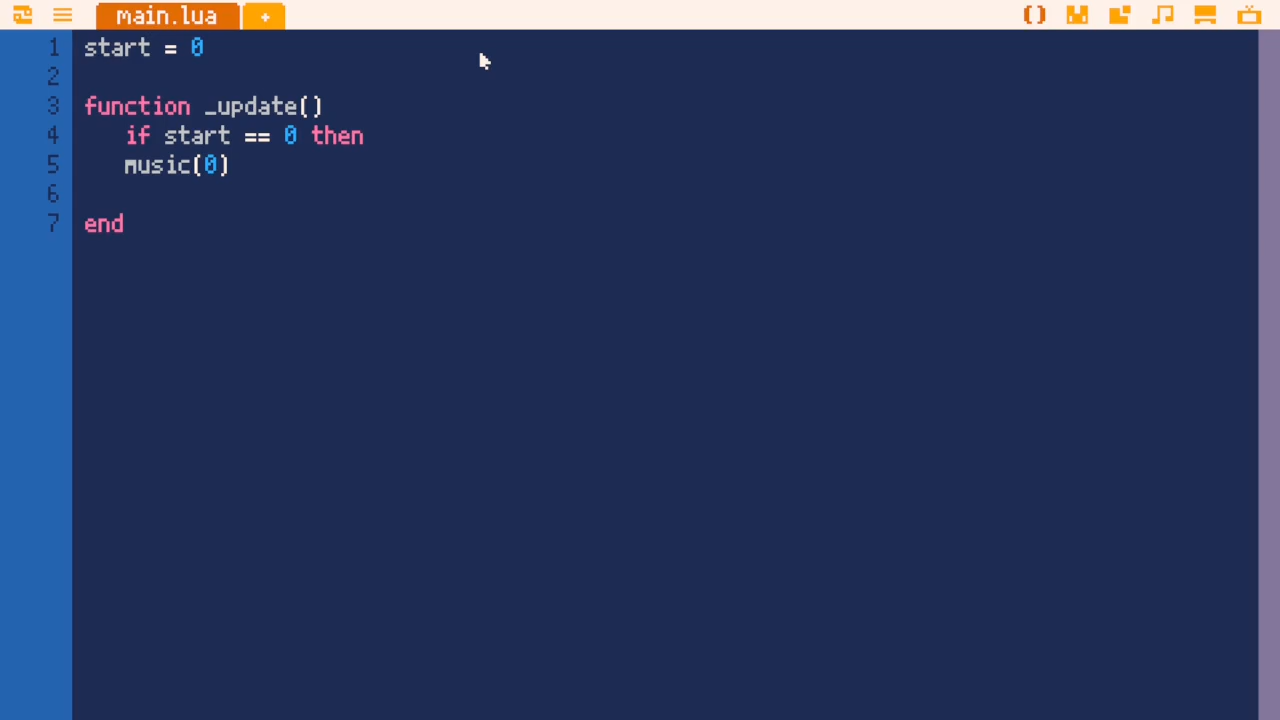 main.lua +
1 start = 0
2
3 function _update()
4 if start == 0 then
5 music(0)
6
7 end